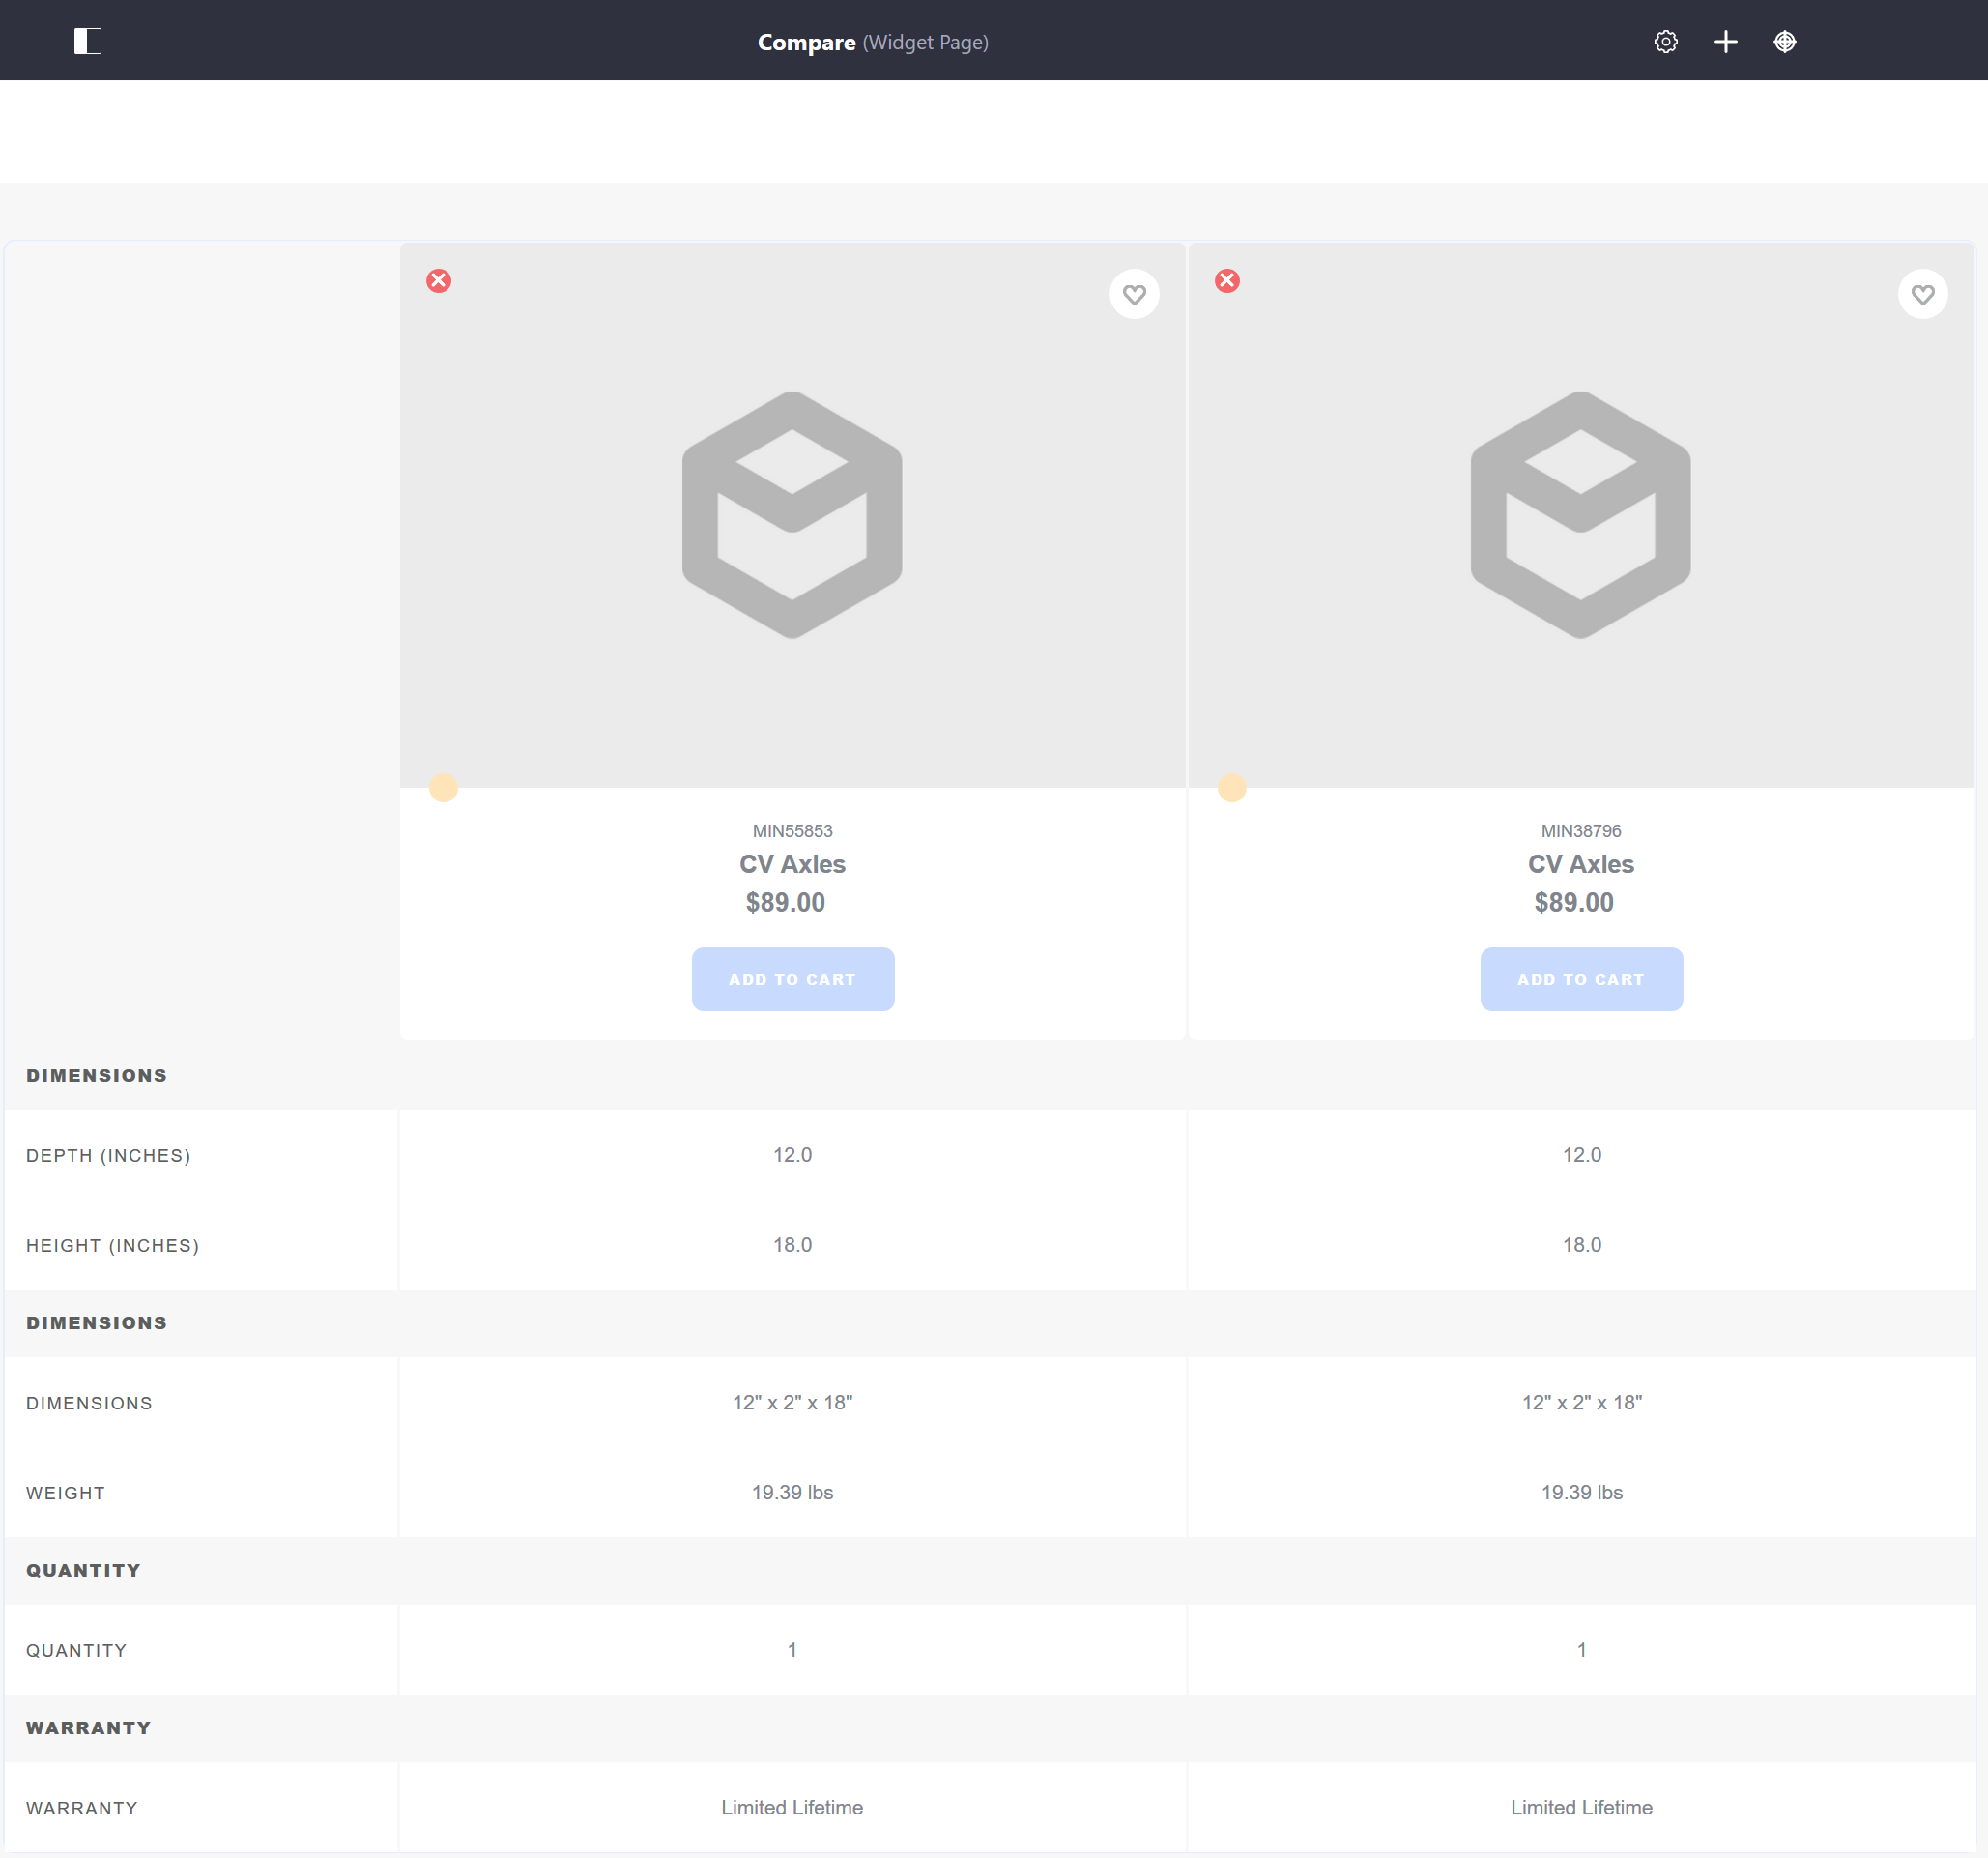 Compare (Widget Page)
MIN55853
CV Axles
$89.00
ADD TO CART
MIN38796
CV Axles
$89.00
ADD TO CART
DIMENSIONS
DEPTH (INCHES) 12.0 12.0
HEIGHT (INCHES) 18.0 18.0
DIMENSIONS
DIMENSIONS 12" x 2" x 18" 12" x 2" x 18"
WEIGHT 19.39 lbs 19.39 lbs
QUANTITY
QUANTITY 1 1
WARRANTY
WARRANTY Limited Lifetime Limited Lifetime